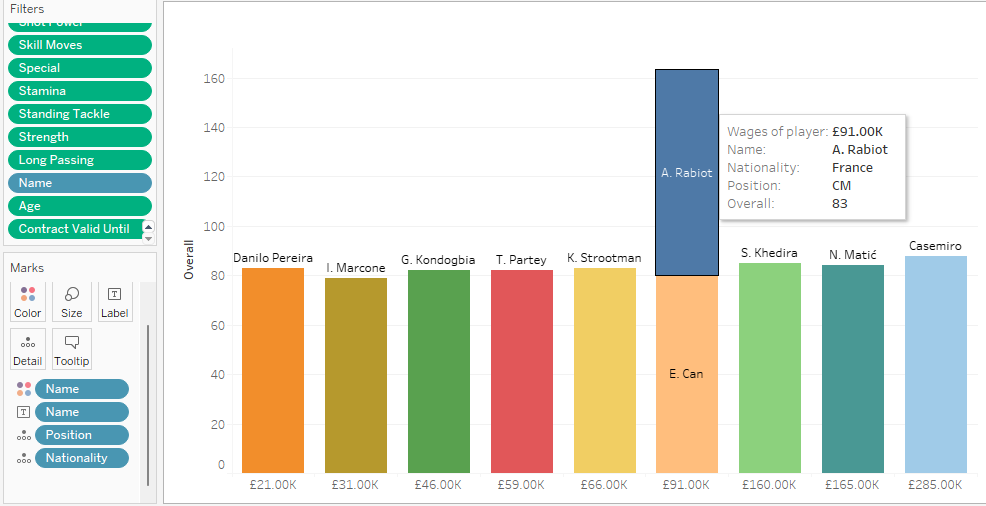 Filters
Shot Power
Skill Moves
Special
Stamina
Standing Tackle
Strength
Long Passing
Name
Age
Contract Valid Until
Marks
Color
Size
T
Label
Detail
Tooltip
Name
T
Name
Position
Nationality
Overall
160
140
120
100
80
60
40
20
0
Danilo Pereira
I. Marcone
G. Kondogbia
T. Partey
K. Strootman
A. Rabiot
E. Can
S. Khedira
N. Matić
Casemiro
Wages of player: £91.00K
Name: A. Rabiot
Nationality: France
Position: CM
Overall: 83
£21.00K £31.00K £46.00K £59.00K £66.00K £91.00K £160.00K £165.00K £285.00K